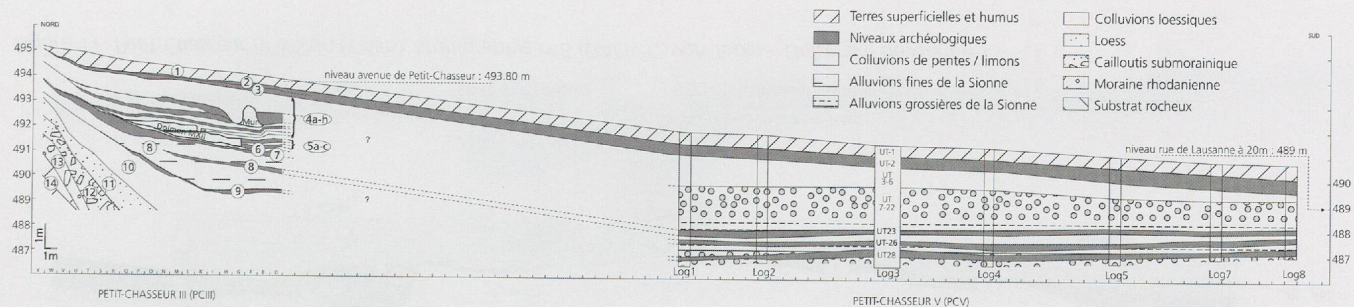 NORD
495
494
493
492
491
490
489
488
487
1m
1m
niveau avenue de Petit-Chasseur : 493.80 m
1
2
3
Mur
4a-h
Dolmen MXII
5a-c
6
7
8
8
9
10
11
12
13
14
?
?
Terres superficielles et humus
Niveaux archéologiques
Colluvions de pentes / limons
Alluvions fines de la Sionne
Alluvions grossières de la Sionne
Colluvions loessiques
Loess
Cailloutis submorainique
Moraine rhodanienne
Substrat rocheux
SUD
niveau rue de Lausanne à 20m : 489 m
490
489
488
487
UT-1
UT-2
UT
3-6
UT
7-22
UT23
UT-26
UT28
Log1
Log2
Log3
Log4
Log5
Log7
Log8
PETIT-CHASSEUR III (PCIII)
PETIT-CHASSEUR V (PCV)